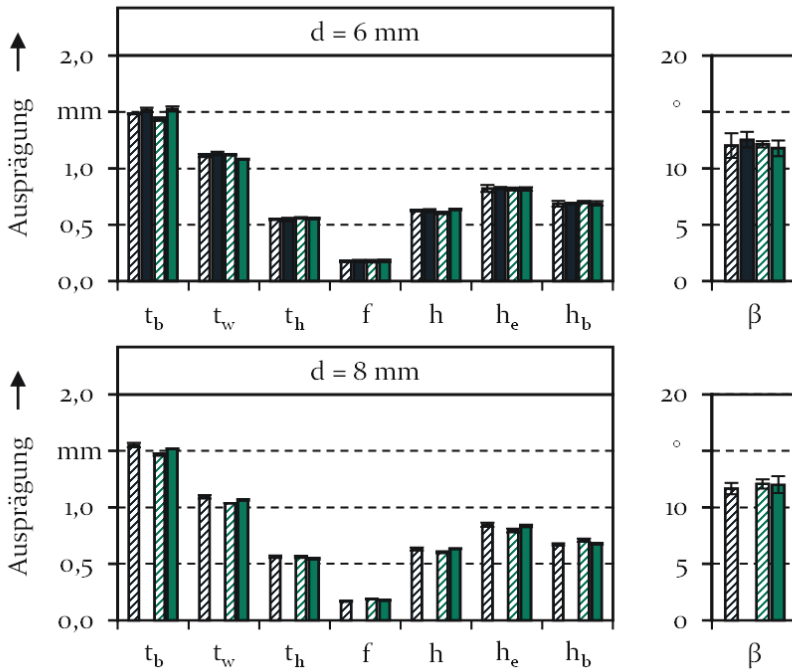 d = 6 mm
2,0
mm
1,0
0,5
0,0
Ausprägung
t_b t_w t_h f h h_e h_b
20
°
10
5
0
β
d = 8 mm
2,0
mm
1,0
0,5
0,0
Ausprägung
t_b t_w t_h f h h_e h_b
20
°
10
5
0
β